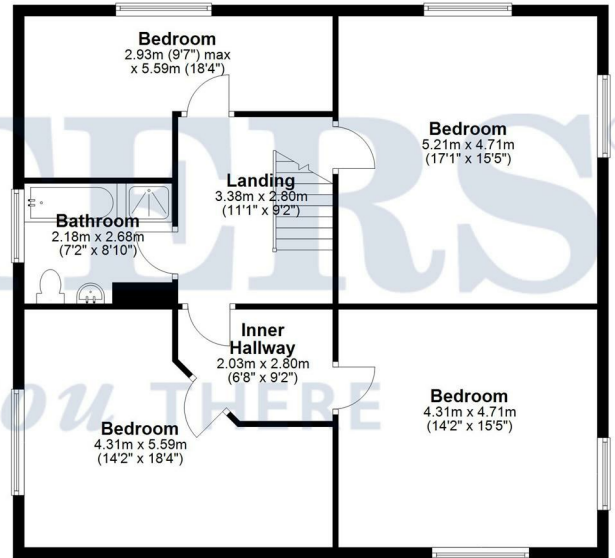 Bedroom
2.93m (9'7") max
x 5.59m (18'4")
Bedroom
5.21m x 4.71m
(17'1" x 15'5")
Landing
3.38m x 2.80m
(11'1" x 9'2")
Bathroom
2.18m x 2.68m
(7'2" x 8'10")
Inner
Hallway
2.03m x 2.80m
(6'8" x 9'2")
Bedroom
4.31m x 4.71m
(14'2" x 15'5")
Bedroom
4.31m x 5.59m
(14'2" x 18'4")
TERS
ou THERE